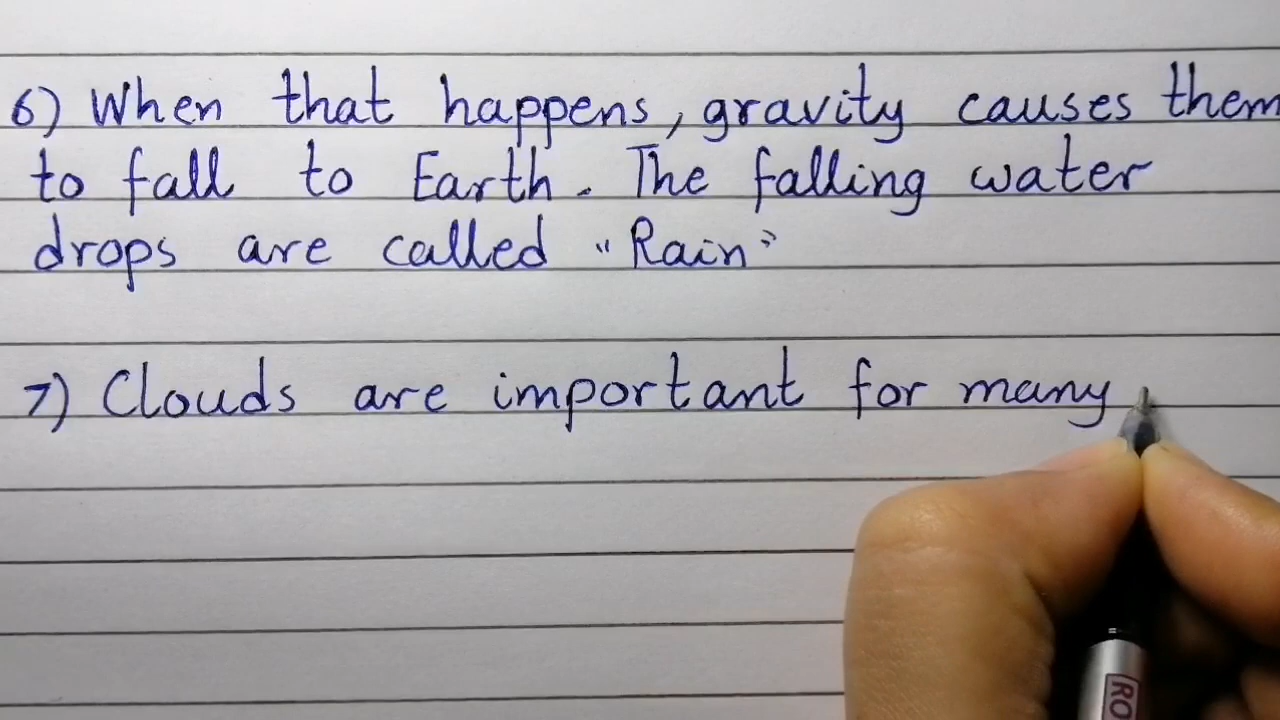 6) When that happens, gravity causes them
to fall to Earth. The falling water
drops are called "Rain"
7) Clouds are important for many
RO